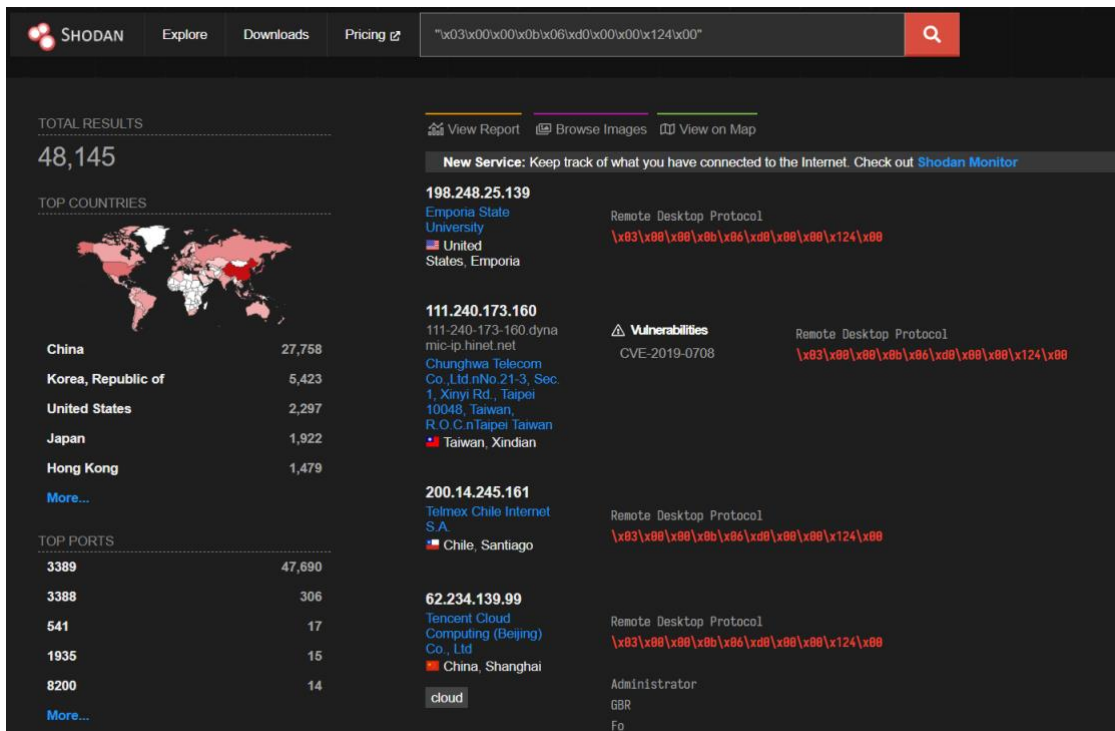 SHODAN Explore Downloads Pricing "\x03\x00\x00\x0b\x06\xd0\x00\x00\x124\x00"
TOTAL RESULTS
48,145
TOP COUNTRIES
China 27,758
Korea, Republic of 5,423
United States 2,297
Japan 1,922
Hong Kong 1,479
More...
TOP PORTS
3389 47,690
3388 306
541 17
1935 15
8200 14
More...
View Report Browse Images View on Map
New Service: Keep track of what you have connected to the Internet. Check out Shodan Monitor
198.248.25.139
Emporia State
University
United
States, Emporia
Remote Desktop Protocol
\x03\x00\x00\x0b\x06\xd0\x00\x00\x124\x00
111.240.173.160
111-240-173-160.dyna
mic-ip.hinet.net
Chunghwa Telecom
Co.,Ltd.nNo.21-3, Sec.
1, Xinyi Rd., Taipei
10048, Taiwan,
R.O.C.nTaipei Taiwan
Taiwan, Xindian
Vulnerabilities
CVE-2019-0708
Remote Desktop Protocol
\x03\x00\x00\x0b\x06\xd0\x00\x00\x124\x00
200.14.245.161
Telmex Chile Internet
S.A.
Chile, Santiago
Remote Desktop Protocol
\x03\x00\x00\x0b\x06\xd0\x00\x00\x124\x00
62.234.139.99
Tencent Cloud
Computing (Beijing)
Co., Ltd
China, Shanghai
cloud
Remote Desktop Protocol
\x03\x00\x00\x0b\x06\xd0\x00\x00\x124\x00
Administrator
GBR
Fo